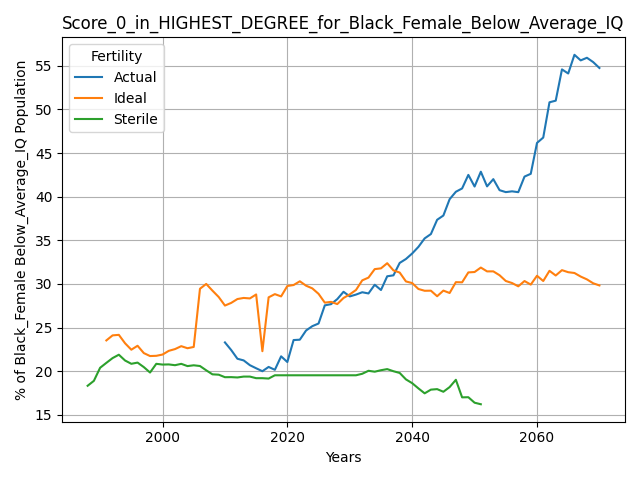 Score_0_in_HIGHEST_DEGREE_for_Black_Female_Below_Average_IQ
Fertility
Actual
Ideal
Sterile
% of Black_Female Below_Average_IQ Population
55
50
45
40
35
30
25
20
15
2000
2020
2040
2060
Years